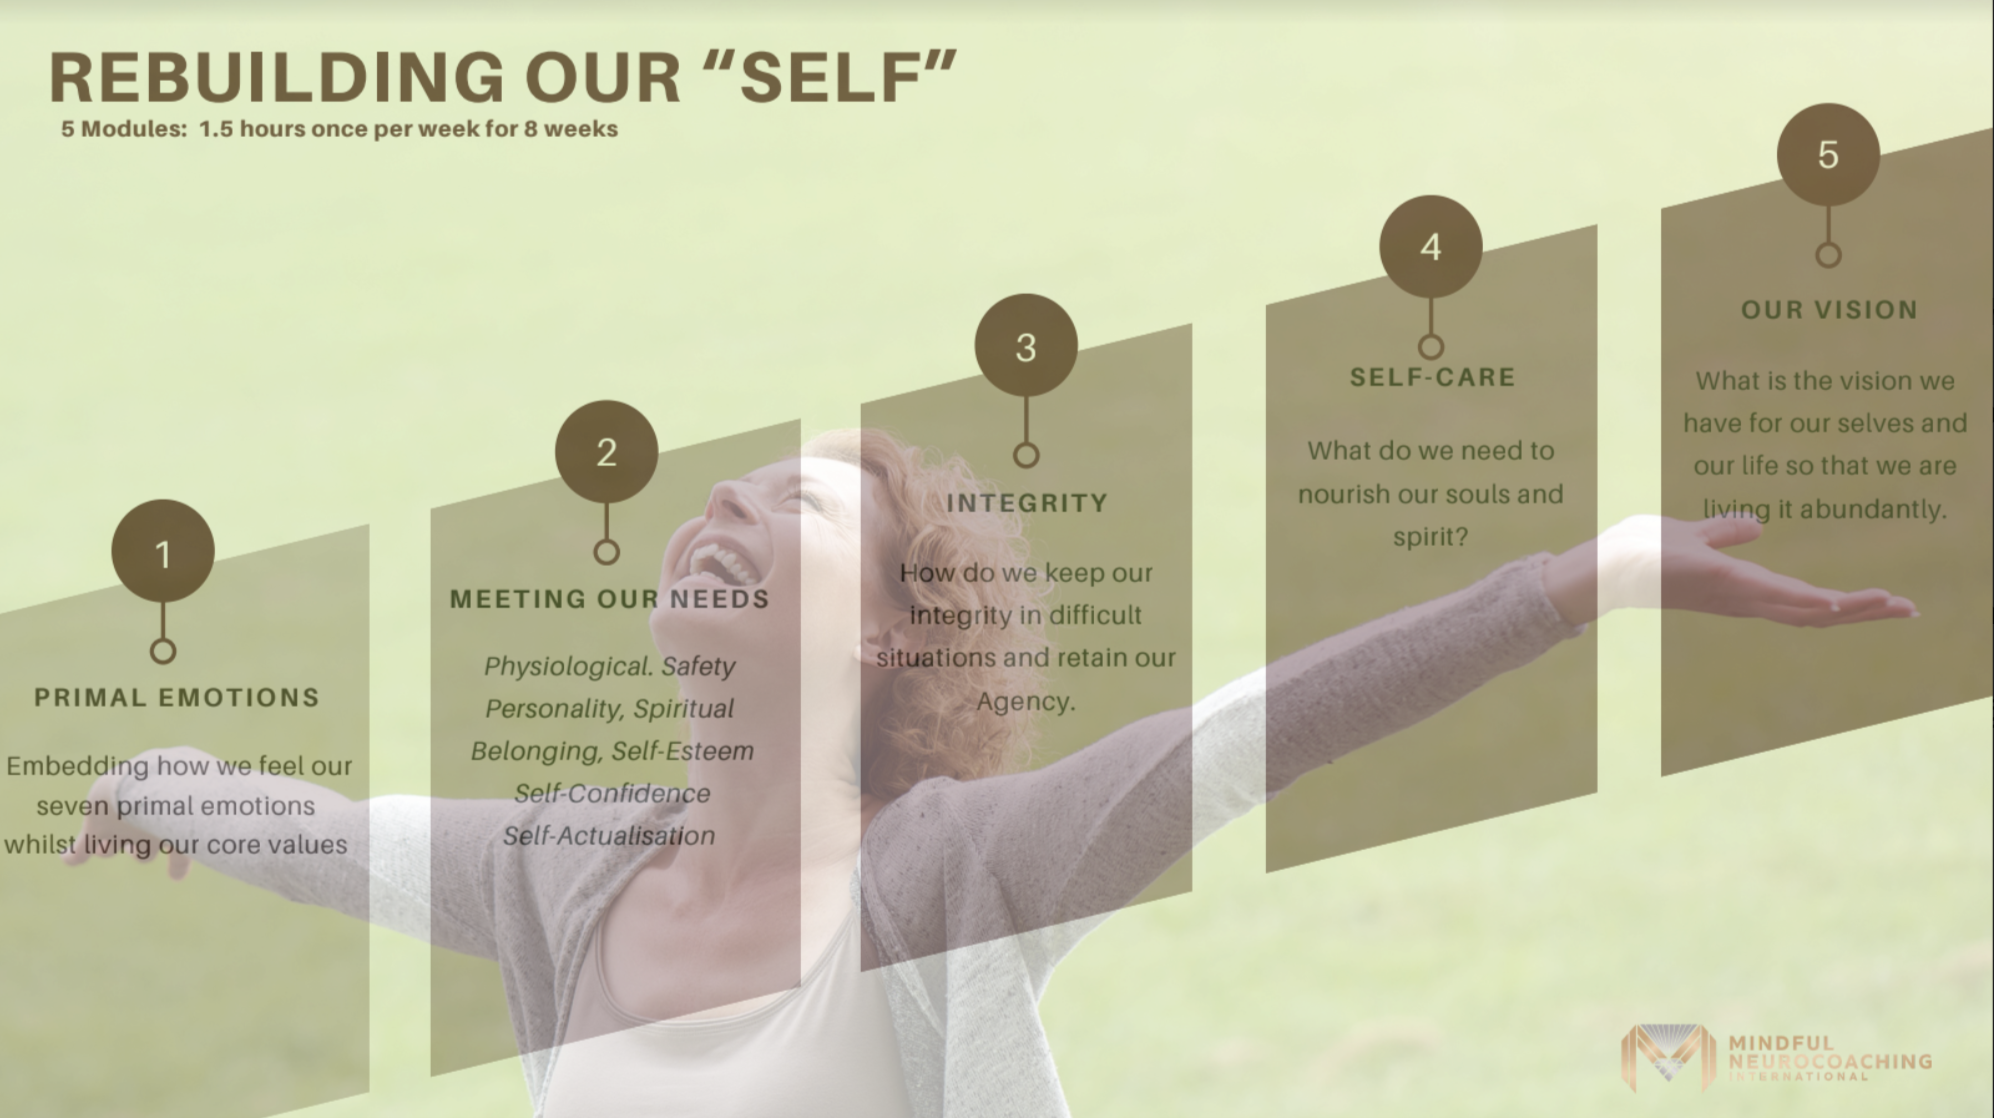 REBUILDING OUR “SELF”
5 Modules: 1.5 hours once per week for 8 weeks
1
PRIMAL EMOTIONS
Embedding how we feel our
seven primal emotions
whilst living our core values
2
MEETING OUR NEEDS
Physiological. Safety
Personality, Spiritual
Belonging, Self-Esteem
Self-Confidence
Self-Actualisation
3
INTEGRITY
How do we keep our
integrity in difficult
situations and retain our
Agency.
4
SELF-CARE
What do we need to
nourish our souls and
spirit?
5
OUR VISION
What is the vision we
have for our selves and
our life so that we are
living it abundantly.
MINDFUL
NEUROCOACHING
INTERNATIONAL